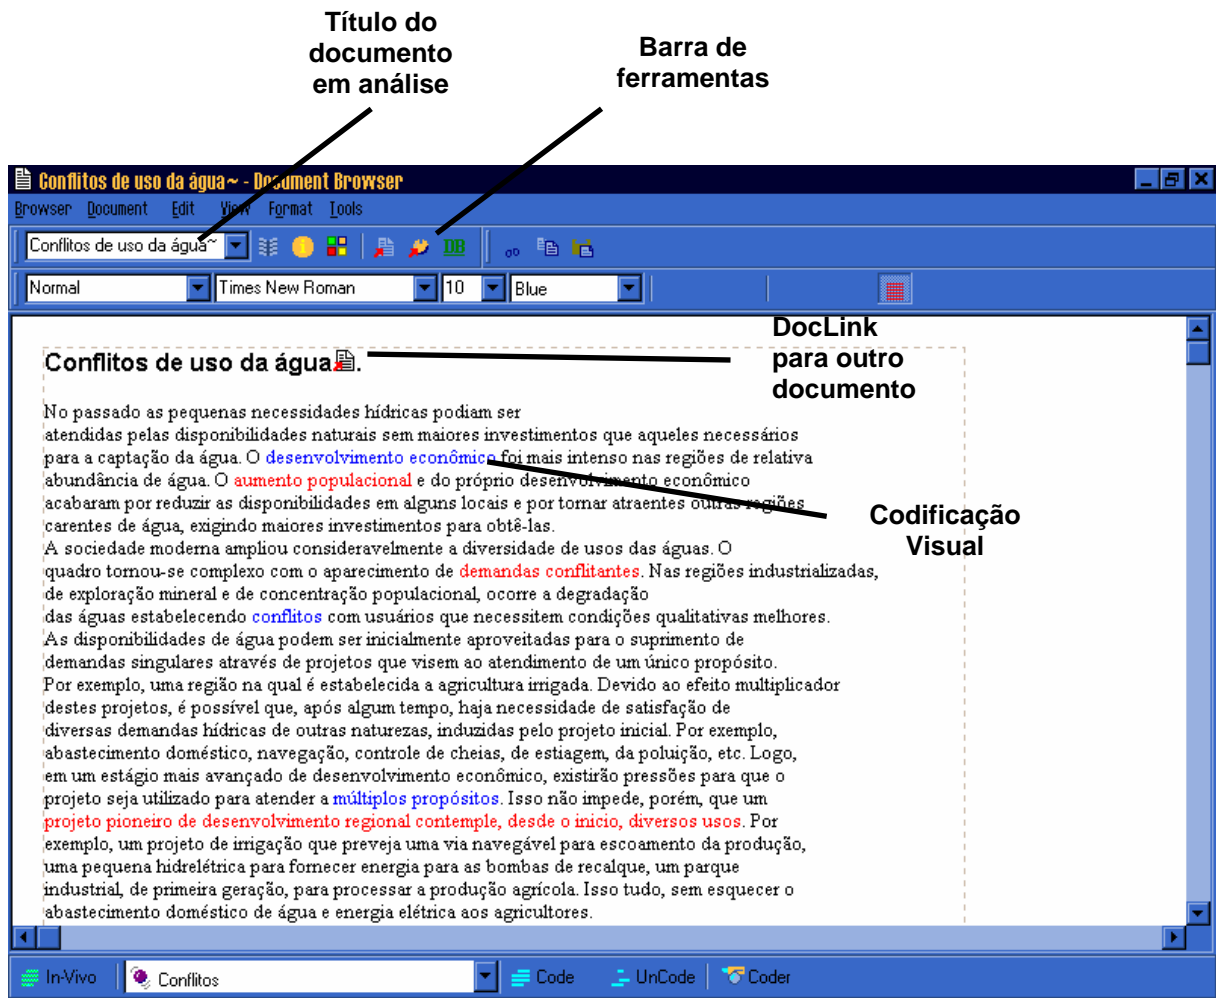 Título do
documento
em análise
Barra de
ferramentas
Conflitos de uso da água~ - Document Browser
Browser Document Edit View Format Tools
Conflitos de uso da água~ DB
Normal Times New Roman 10 Blue
DocLink
para outro
documento
Conflitos de uso da água.
No passado as pequenas necessidades hídricas podiam ser
atendidas pelas disponibilidades naturais sem maiores investimentos que aqueles necessários
para a captação da água. O desenvolvimento econômico foi mais intenso nas regiões de relativa
abundância de água. O aumento populacional e do próprio desenvolvimento econômico
acabaram por reduzir as disponibilidades em alguns locais e por tornar atraentes outras regiões
carentes de água, exigindo maiores investimentos para obtê-las.
Codificação
Visual
A sociedade moderna ampliou consideravelmente a diversidade de usos das águas. O
quadro tornou-se complexo com o aparecimento de demandas conflitantes. Nas regiões industrializadas,
de exploração mineral e de concentração populacional, ocorre a degradação
das águas estabelecendo conflitos com usuários que necessitem condições qualitativas melhores.
As disponibilidades de água podem ser inicialmente aproveitadas para o suprimento de
demandas singulares através de projetos que visem ao atendimento de um único propósito.
Por exemplo, uma região na qual é estabelecida a agricultura irrigada. Devido ao efeito multiplicador
destes projetos, é possível que, após algum tempo, haja necessidade de satisfação de
diversas demandas hídricas de outras naturezas, induzidas pelo projeto inicial. Por exemplo,
abastecimento doméstico, navegação, controle de cheias, de estiagem, da poluição, etc. Logo,
em um estágio mais avançado de desenvolvimento econômico, existirão pressões para que o
projeto seja utilizado para atender a múltiplos propósitos. Isso não impede, porém, que um
projeto pioneiro de desenvolvimento regional contemple, desde o inicio, diversos usos. Por
exemplo, um projeto de irrigação que preveja uma via navegável para escoamento da produção,
uma pequena hidrelétrica para fornecer energia para as bombas de recalque, um parque
industrial, de primeira geração, para processar a produção agrícola. Isso tudo, sem esquecer o
abastecimento doméstico de água e energia elétrica aos agricultores.
In-Vivo Conflitos Code UnCode Coder